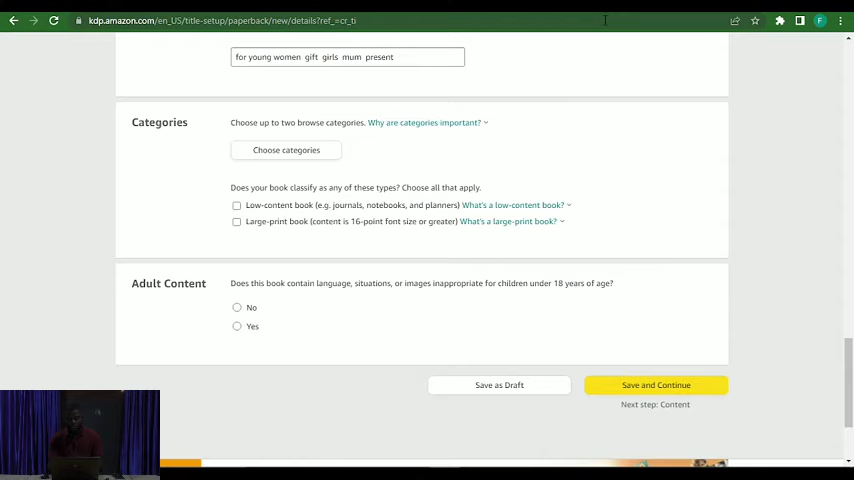 kdp.amazon.com/en_US/title-setup/paperback/new/details?ref_=cr_ti
F
for young women gift girls mum present
Categories
Choose up to two browse categories. Why are categories important?
Choose categories
Does your book classify as any of these types? Choose all that apply.
Low-content book (e.g. journals, notebooks, and planners) What's a low-content book?
Large-print book (content is 16-point font size or greater) What's a large-print book?
Adult Content
Does this book contain language, situations, or images inappropriate for children under 18 years of age?
No
Yes
Save as Draft
Save and Continue
Next step: Content